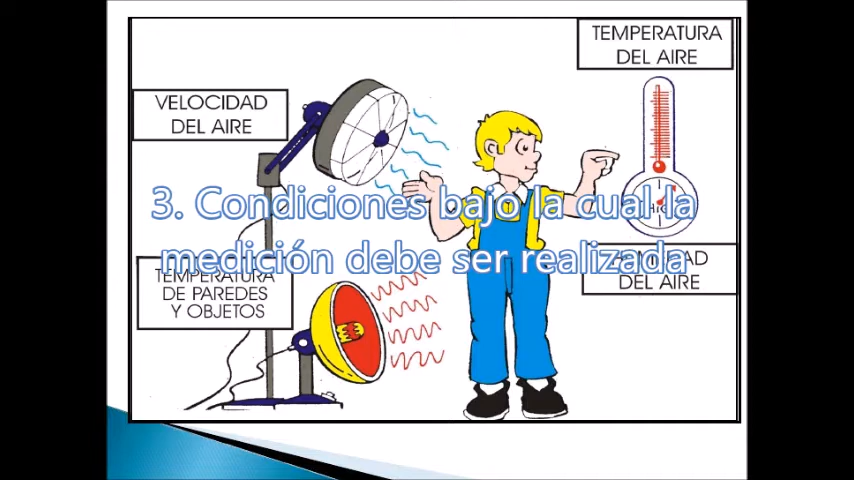 TEMPERATURA
DEL AIRE
VELOCIDAD
DEL AIRE
3. Condiciones bajo la cual la
medición debe ser realizada
TEMPERATURA
DE PAREDES
Y OBJETOS
DEL AIRE